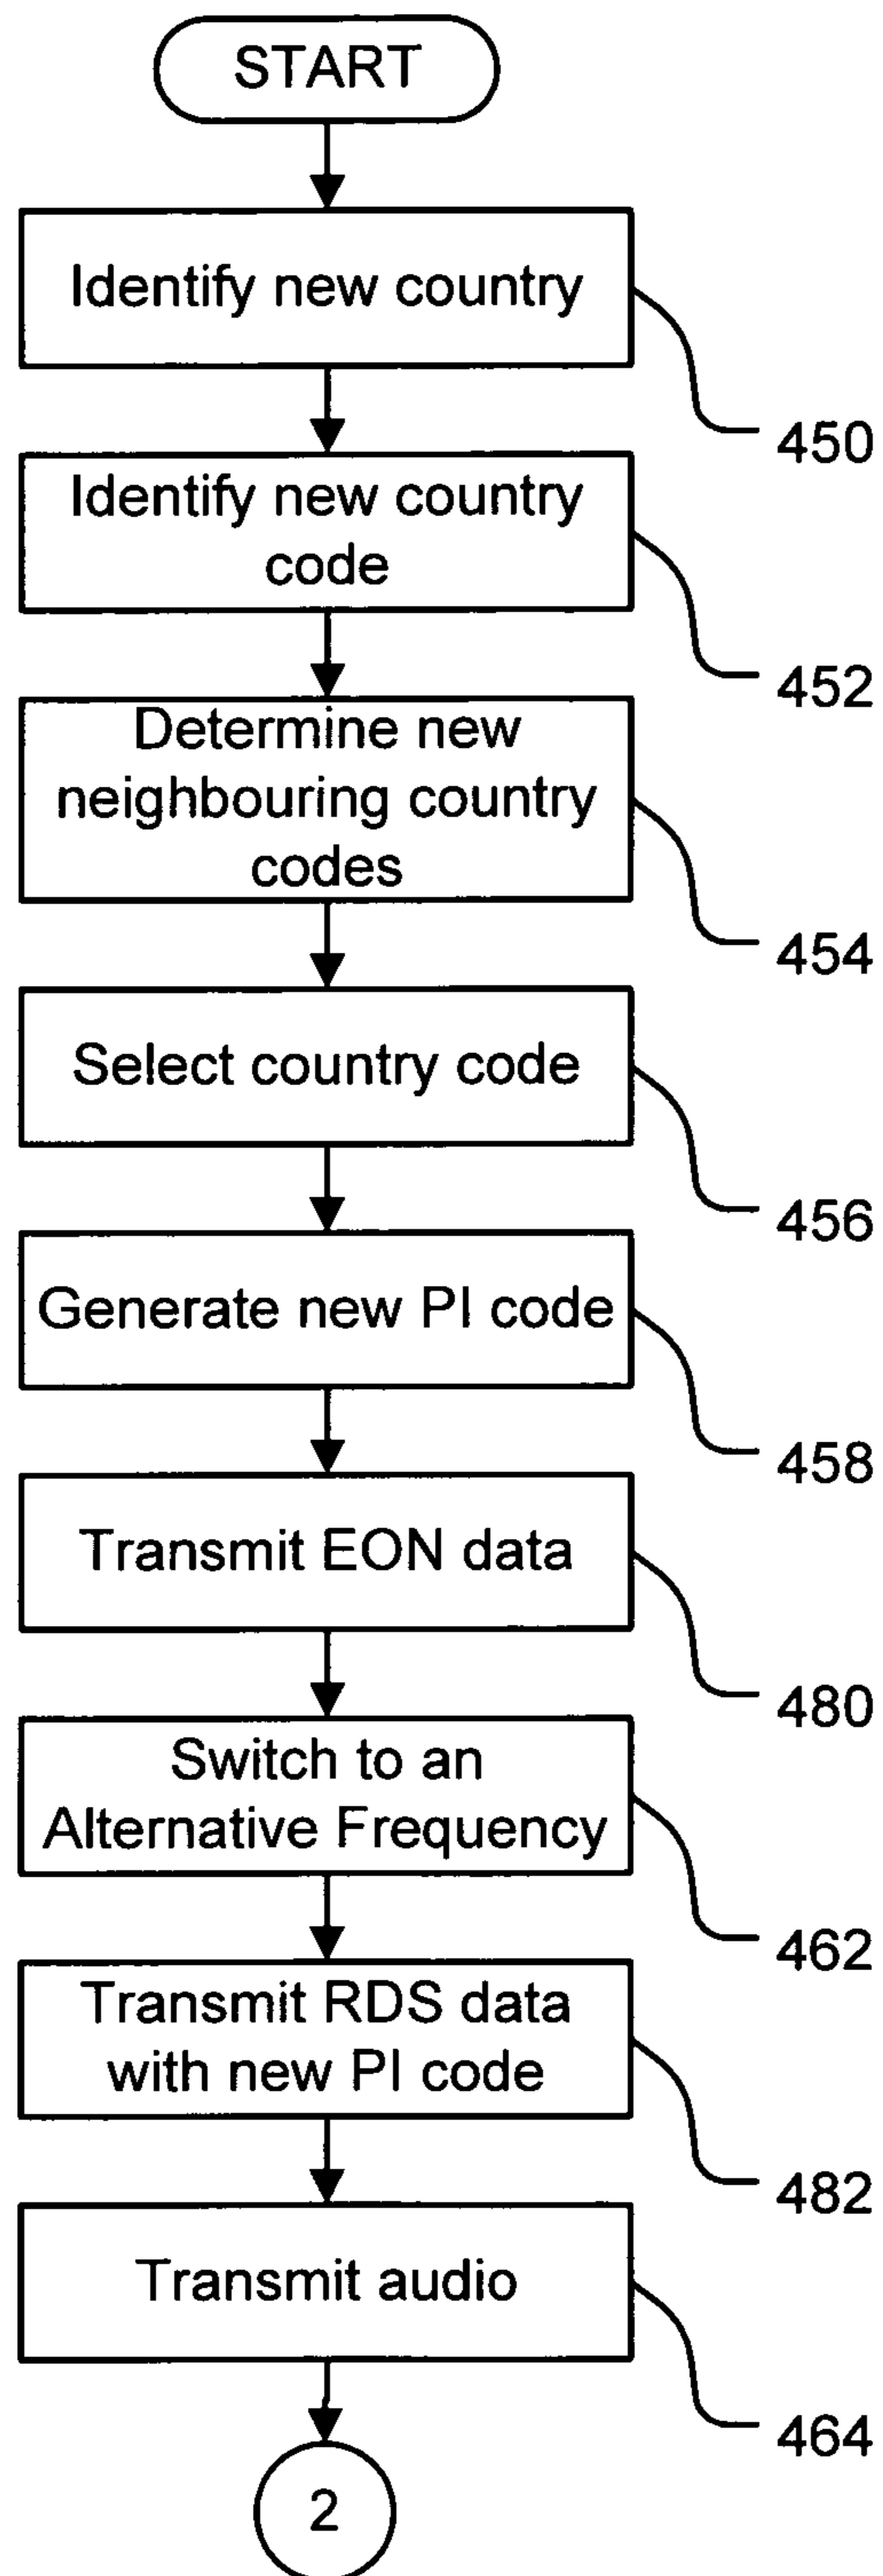 START
Identify new country
450
Identify new country
code
452
Determine new
neighbouring country
codes
454
Select country code
456
Generate new PI code
458
Transmit EON data
480
Switch to an
Alternative Frequency
462
Transmit RDS data
with new PI code
482
Transmit audio
464
2